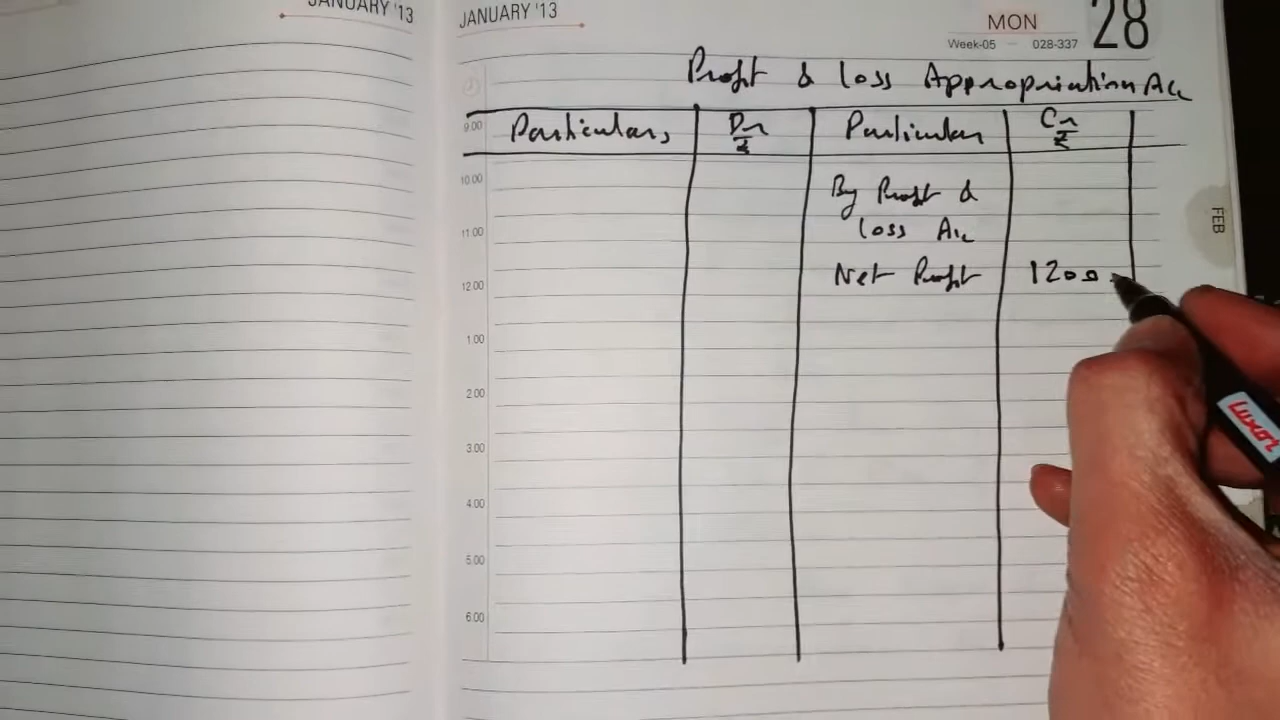 JANUARY '13
JANUARY '13
MON
28
Week-05 — 028-337
Profit & loss Appropriation A/c
Particulars
Dr
₹
Particular
Cr
₹
By Profit &
loss A/c
Net Profit
1200
9:00
10.00
11:00
12.00
1.00
2.00
3.00
4.00
5.00
6.00
FEB
Luxor